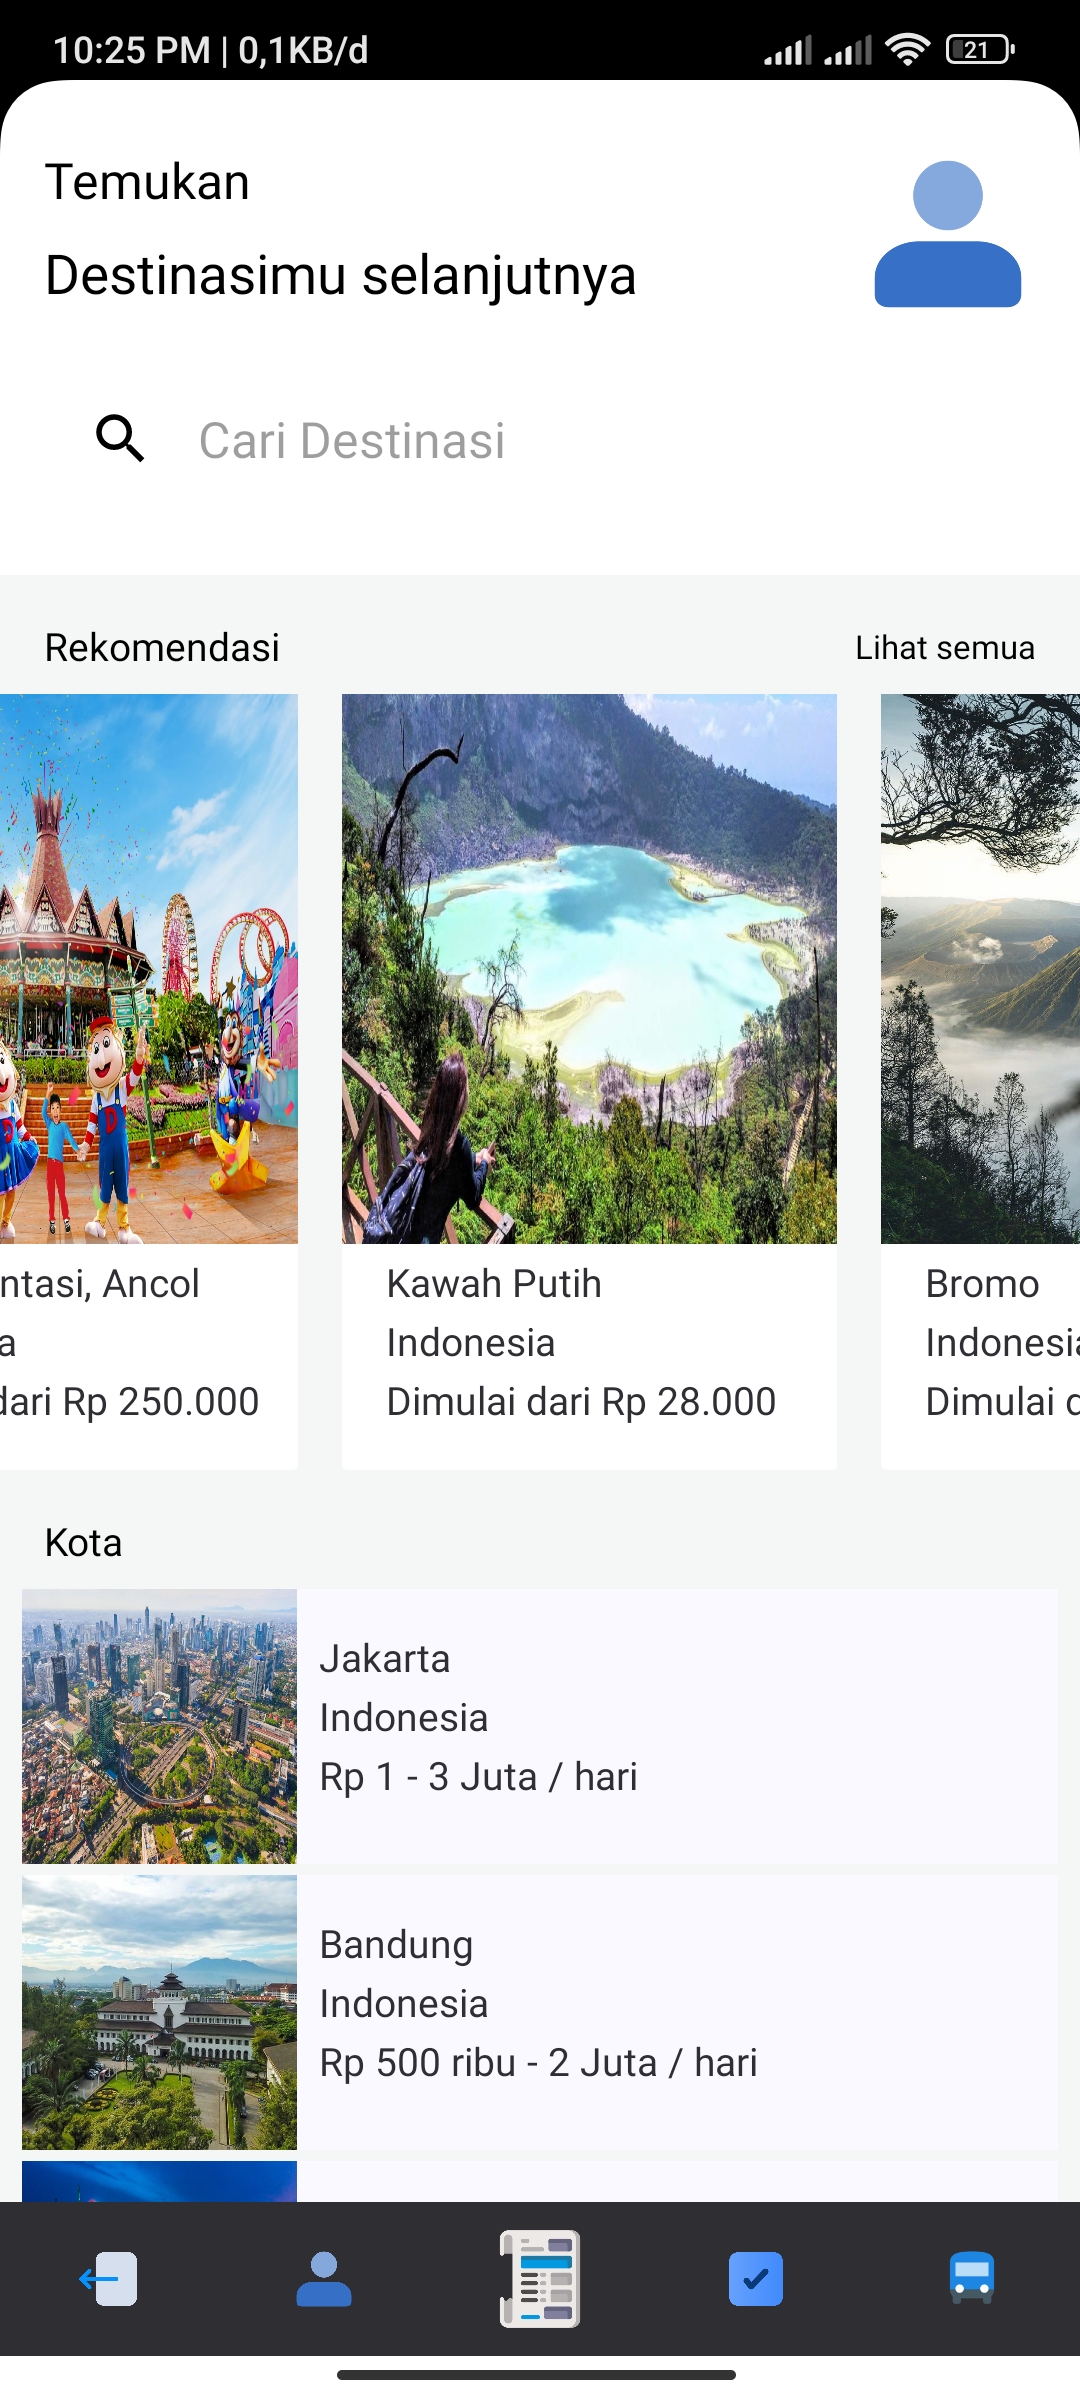 10:25 PM | 0,1KB/d
21
Temukan
Destinasimu selanjutnya
Cari Destinasi
Rekomendasi
Lihat semua
ntasi, Ancol
a
dari Rp 250.000
Kawah Putih
Indonesia
Dimulai dari Rp 28.000
Bromo
Indonesia
Dimulai d
Kota
Jakarta
Indonesia
Rp 1 - 3 Juta / hari
Bandung
Indonesia
Rp 500 ribu - 2 Juta / hari